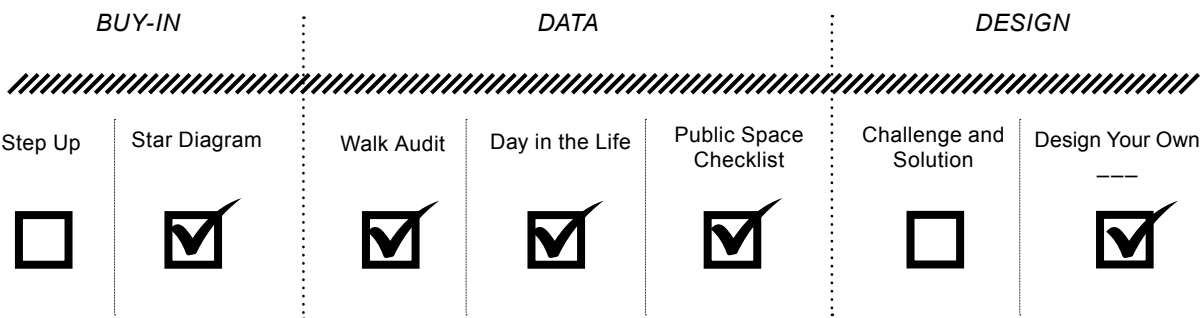 BUY-IN
DATA
DESIGN
Step Up
Star Diagram
Walk Audit
Day in the Life
Public Space
Checklist
Challenge and
Solution
Design Your Own
___